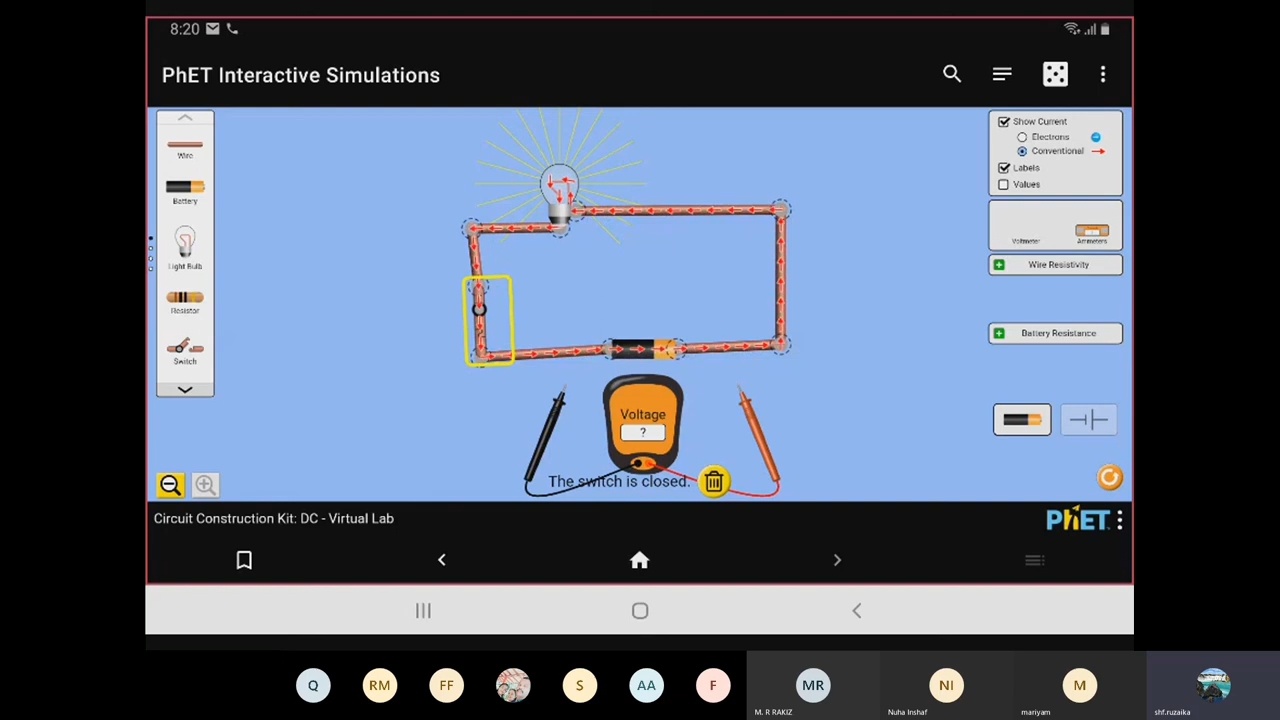 8:20
PhET Interactive Simulations
Wire
Battery
Light Bulb
Resistor
Switch
Show Current
Electrons
Conventional
Labels
Values
Voltmeter
Ammeters
Wire Resistivity
Battery Resistance
Voltage
?
The switch is closed.
Circuit Construction Kit: DC - Virtual Lab
PhET
Q
RM
FF
S
AA
F
MR
M. R RAKIZ
NI
Nuha Inshaf
M
mariyam
shf.ruzaika